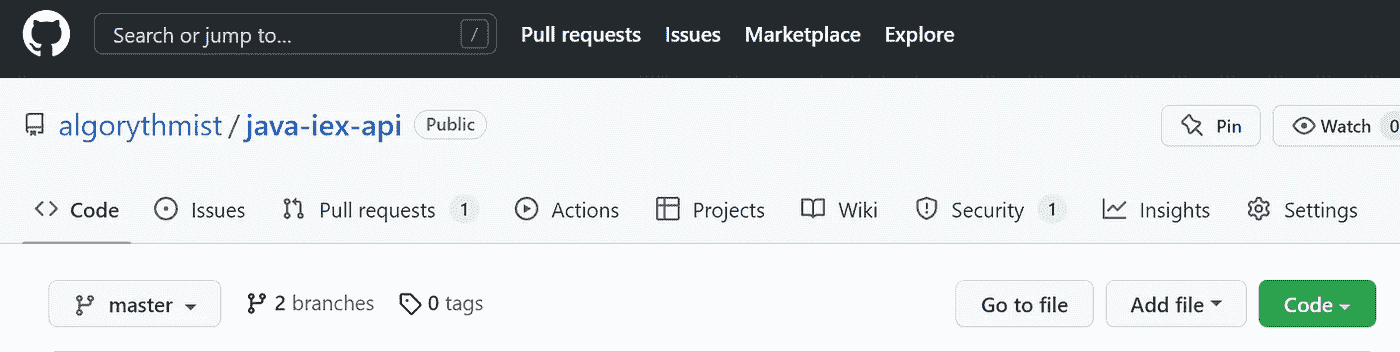 Search or jump to... / Pull requests Issues Marketplace Explore
algorythmist / java-iex-api Public Pin Watch 0
Code Issues Pull requests 1 Actions Projects Wiki Security 1 Insights Settings
master 2 branches 0 tags Go to file Add file Code